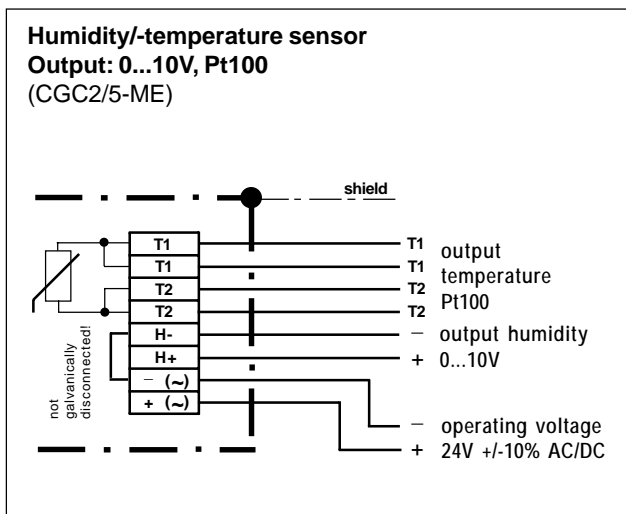 Humidity/-temperature sensor
Output: 0...10V, Pt100
(CGC2/5-ME)
shield
T1 T1 output
T1 T1 temperature
T2 T2 Pt100
T2 T2
H- − output humidity
H+ + 0...10V
− (~)
+ (~)
not
galvanically
disconnected!
− operating voltage
+ 24V +/-10% AC/DC